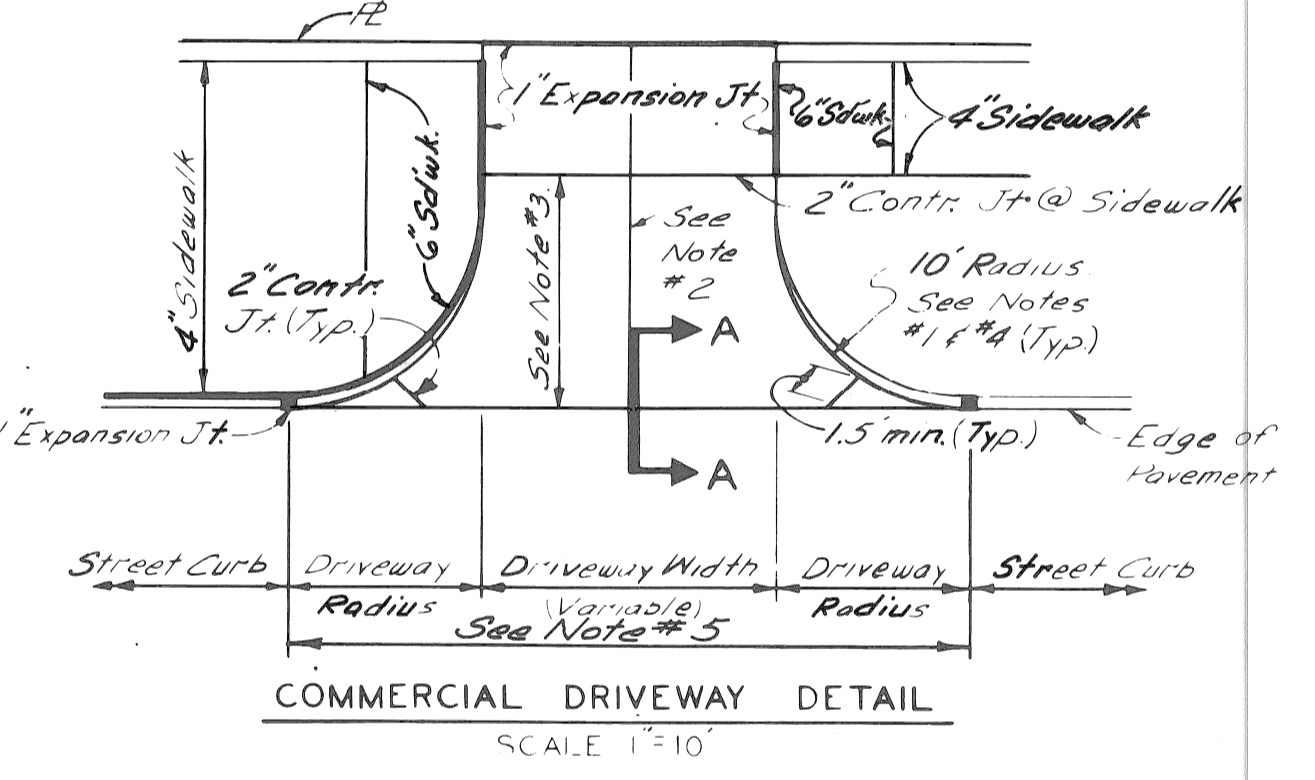 PL
1" Expansion Jt.
6" Sdwk.
4" Sidewalk
4" Sidewalk
6" Sd'wk.
2" Contr. Jt. @ Sidewalk
See Note #3
See
Note
#2
10' Radius
See Notes
#1 & #4 (Typ.)
2" Contr.
Jt. (Typ.)
A
A
1" Expansion Jt.
1.5' min. (Typ.)
Edge of
Pavement
Street Curb
Driveway
Radius
Driveway Width
(Variable)
Driveway
Radius
Street Curb
See Note #5
COMMERCIAL DRIVEWAY DETAIL
SCALE 1"=10'